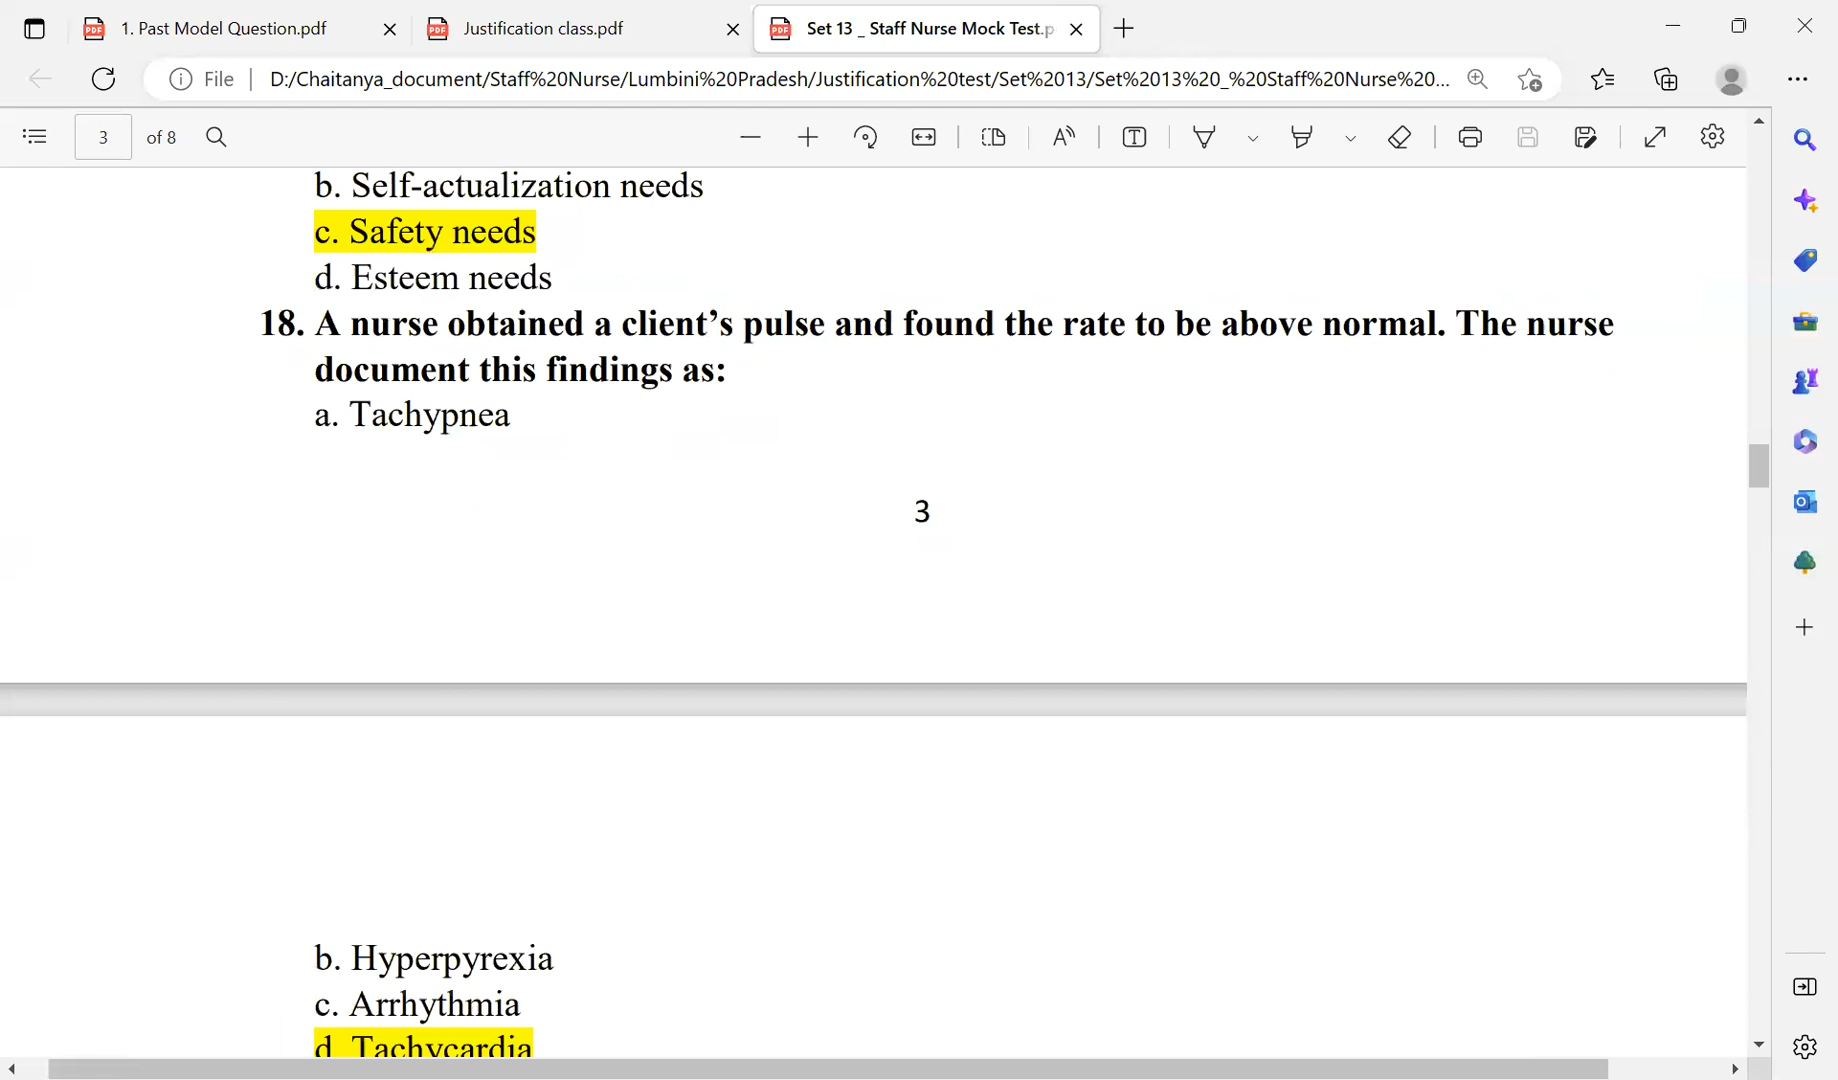 1. Past Model Question.pdf
Justification class.pdf
Set 13 _ Staff Nurse Mock Test.p
File
D:/Chaitanya_document/Staff%20Nurse/Lumbini%20Pradesh/Justification%20test/Set%2013/Set%2013%20_%20Staff%20Nurse%20...
3 of 8
b. Self-actualization needs
c. Safety needs
d. Esteem needs
18. A nurse obtained a client’s pulse and found the rate to be above normal. The nurse
document this findings as:
a. Tachypnea
3
b. Hyperpyrexia
c. Arrhythmia
d. Tachycardia